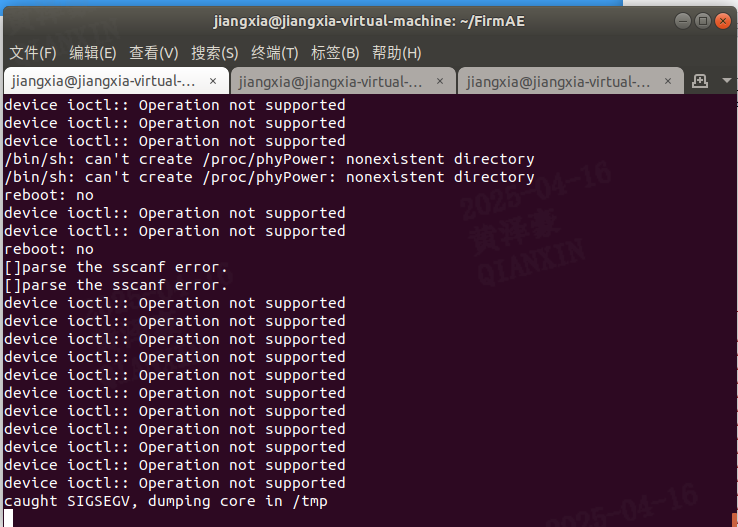 jiangxia@jiangxia-virtual-machine: ~/FirmAE
文件(F) 编辑(E) 查看(V) 搜索(S) 终端(T) 标签(B) 帮助(H)
jiangxia@jiangxia-virtual-... × jiangxia@jiangxia-virtual-... × jiangxia@jiangxia-virtual-... ×
device ioctl:: Operation not supported
device ioctl:: Operation not supported
device ioctl:: Operation not supported
/bin/sh: can't create /proc/phyPower: nonexistent directory
/bin/sh: can't create /proc/phyPower: nonexistent directory
reboot: no
device ioctl:: Operation not supported
device ioctl:: Operation not supported
reboot: no
[]parse the sscanf error.
[]parse the sscanf error.
device ioctl:: Operation not supported
device ioctl:: Operation not supported
device ioctl:: Operation not supported
device ioctl:: Operation not supported
device ioctl:: Operation not supported
device ioctl:: Operation not supported
device ioctl:: Operation not supported
device ioctl:: Operation not supported
device ioctl:: Operation not supported
device ioctl:: Operation not supported
device ioctl:: Operation not supported
caught SIGSEGV, dumping core in /tmp
2025-04-16
QIANXIN
2025-04-16